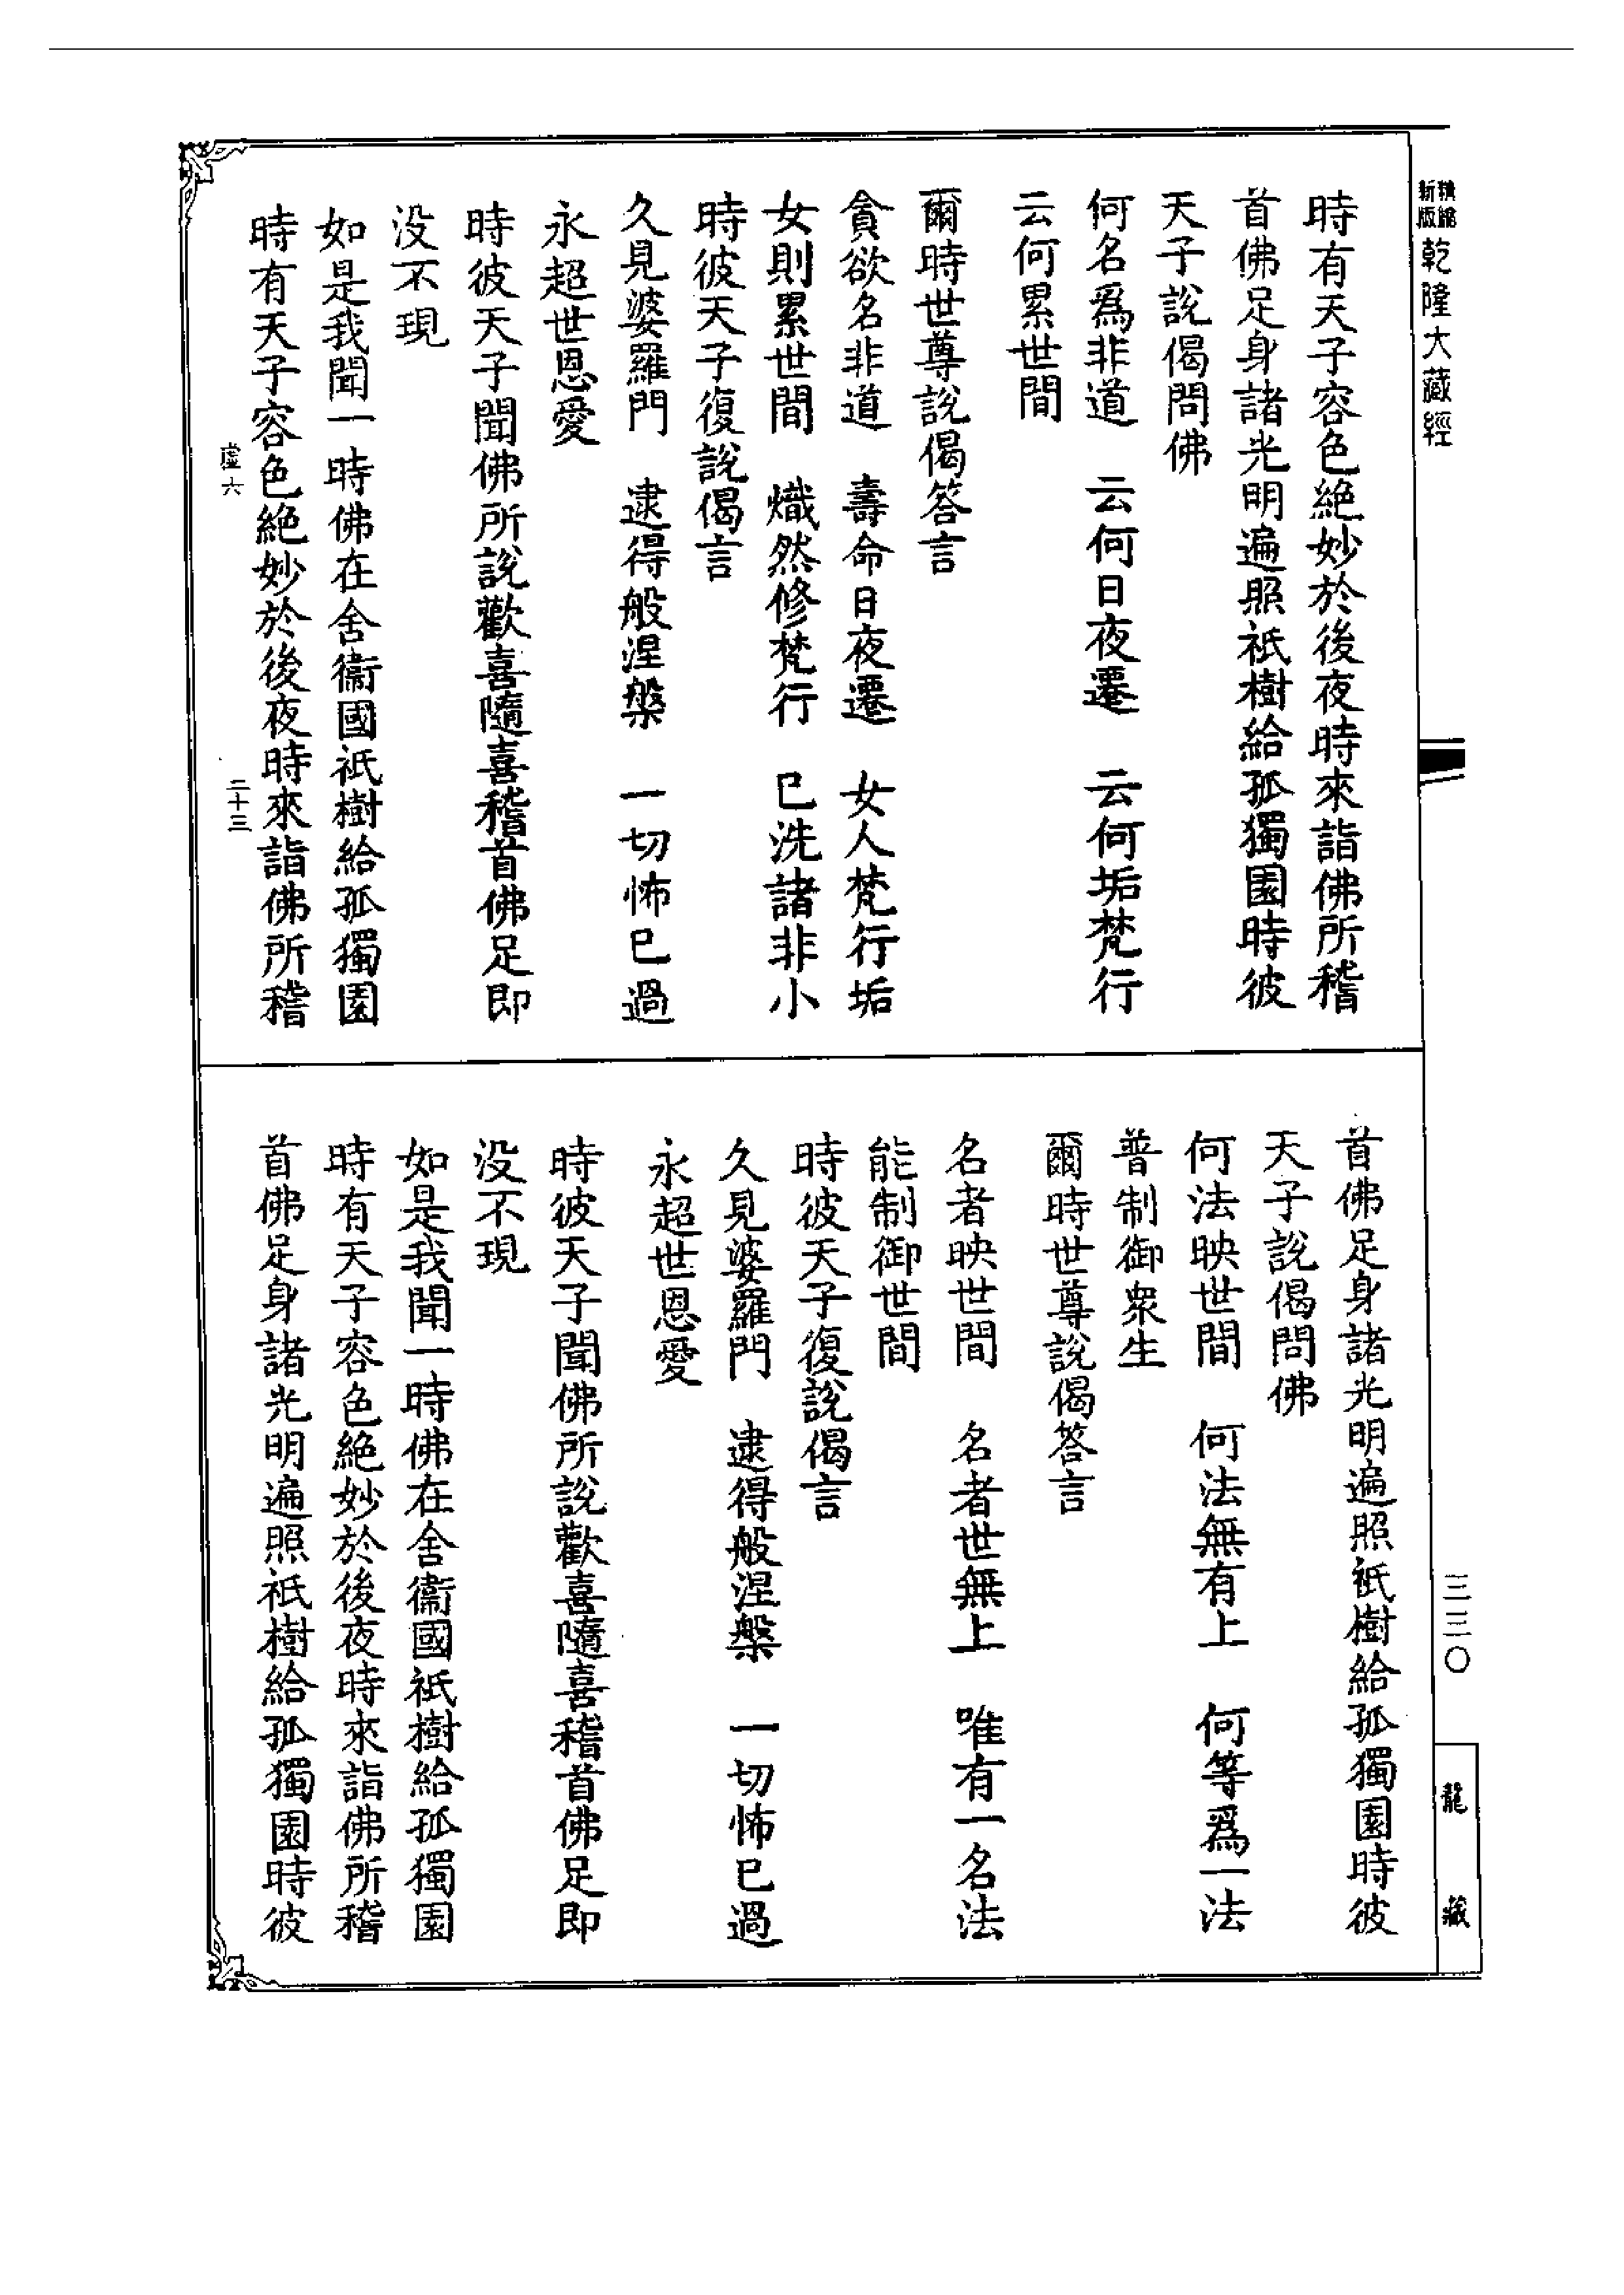 精縮新版
乾隆大藏經
時有天子容色絶妙於後夜時來詣佛所稽
首佛足身諸光明遍照祇樹給孤獨園時彼
天子說偈問佛
何名爲非道　云何日夜遷　云何垢梵行
云何累世間
爾時世尊說偈答言
貪欲名非道　壽命日夜遷　女人梵行垢
女則累世間　熾然修梵行　已洗諸非小
時彼天子復說偈言
久見婆羅門　逮得般涅槃　一切怖已過
永超世恩愛
時彼天子聞佛所說歡喜隨喜稽首佛足即
没不現
如是我聞一時佛在舍衞國祇樹給孤獨園
時有天子容色絶妙於後夜時來詣佛所稽
虛六
二十三
首佛足身諸光明遍照祇樹給孤獨園時彼
天子說偈問佛
何法映世間　何法無有上　何等爲一法
普制御衆生
爾時世尊說偈答言
名者映世間　名者世無上　唯有一名法
能制御世間
時彼天子復說偈言
久見婆羅門　逮得般涅槃　一切怖已過
永超世恩愛
時彼天子聞佛所說歡喜隨喜稽首佛足即
没不現
如是我聞一時佛在舍衞國祇樹給孤獨園
時有天子容色絶妙於後夜時來詣佛所稽
首佛足身諸光明遍照祇樹給孤獨園時彼
三三〇
龍藏